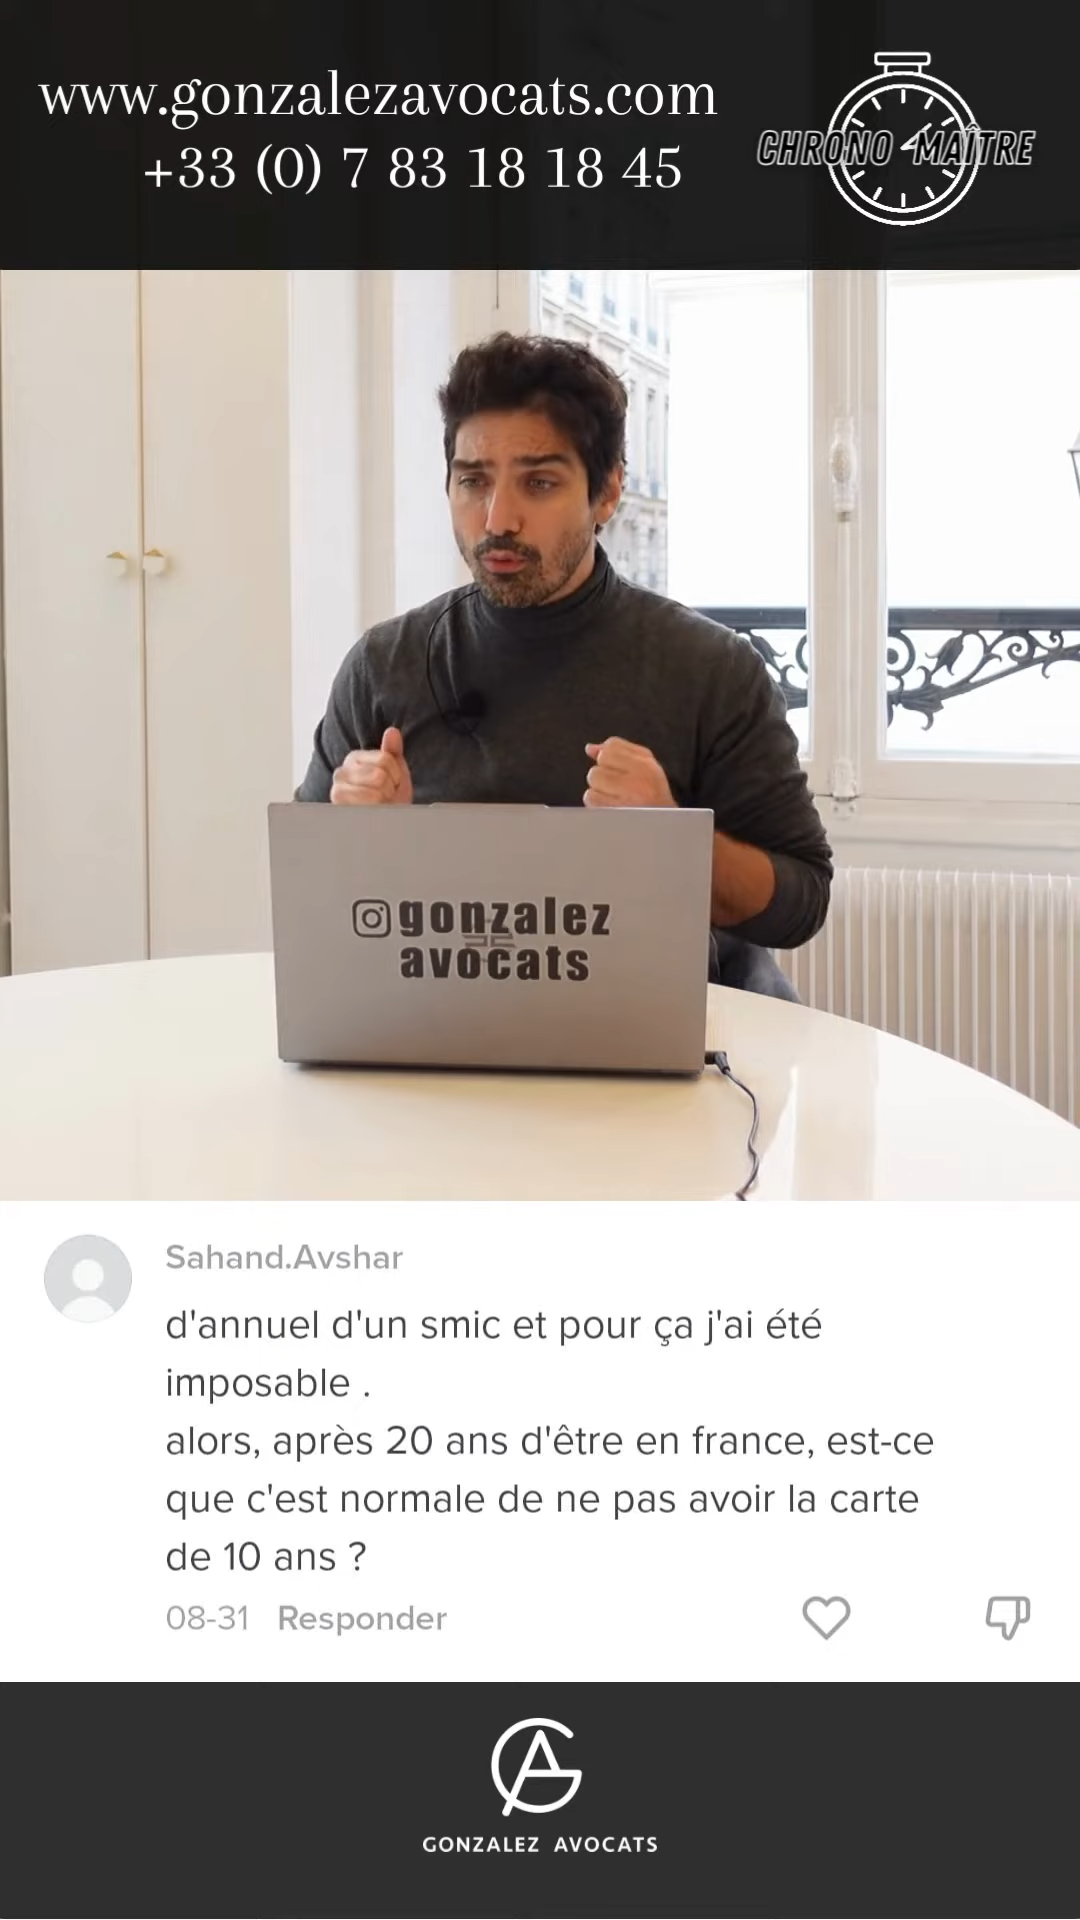 www.gonzalezavocats.com
+33 (0) 7 83 18 18 45
CHRONO MAÎTRE
gonzalez
avocats
Sahand.Avshar
d'annuel d'un smic et pour ça j'ai été
imposable .
alors, après 20 ans d'être en france, est-ce
que c'est normale de ne pas avoir la carte
de 10 ans ?
08-31 Responder
GONZALEZ AVOCATS